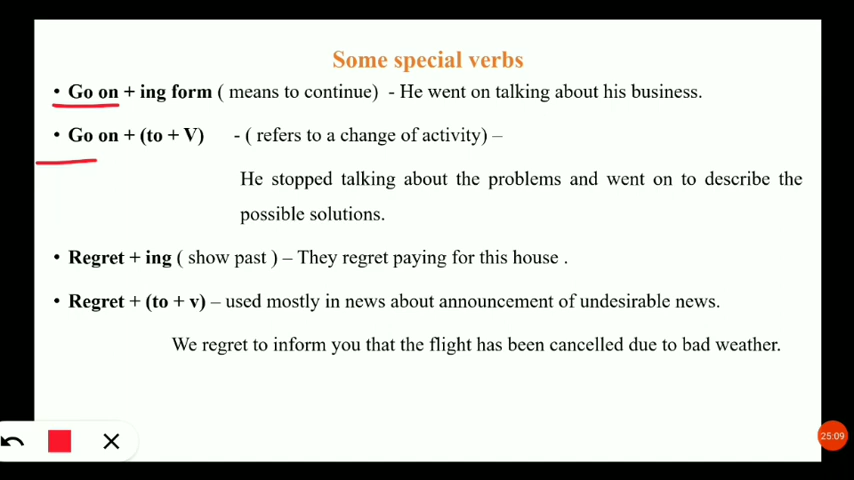 Some special verbs
• Go on + ing form ( means to continue) - He went on talking about his business.
• Go on + (to + V) - ( refers to a change of activity) –
He stopped talking about the problems and went on to describe the
possible solutions.
• Regret + ing ( show past ) – They regret paying for this house .
• Regret + (to + v) – used mostly in news about announcement of undesirable news.
We regret to inform you that the flight has been cancelled due to bad weather.
25:09